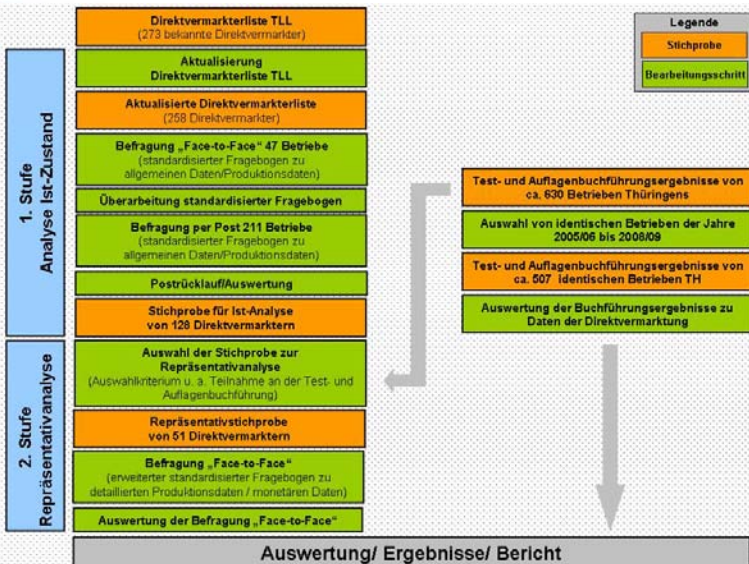 Direktvermarkterliste TLL
(273 bekannte Direktvermarkter)
Aktualisierung
Direktvermarkterliste TLL
Aktualisierte Direktvermarkterliste
(258 Direktvermarkter)
Befragung „Face-to-Face“ 47 Betriebe
(standardisierter Fragebogen zu
allgemeinen Daten/Produktionsdaten)
Überarbeitung standardisierter Fragebogen
Befragung per Post 211 Betriebe
(standardisierter Fragebogen zu
allgemeinen Daten/Produktionsdaten)
Postrücklauf/Auswertung
Stichprobe für Ist-Analyse
von 128 Direktvermarktern
1. Stufe
Analyse Ist-Zustand
Auswahl der Stichprobe zur
Repräsentativanalyse
(Auswahlkriterium u. a. Teilnahme an der Test- und
Auflagenbuchführung)
Repräsentativstichprobe
von 51 Direktvermarktern
Befragung „Face-to-Face“
(erweiterter standardisierter Fragebogen zu
detaillierten Produktionsdaten / monetären Daten)
Auswertung der Befragung „Face-to-Face“
2. Stufe
Repräsentativanalyse
Legende
Stichprobe
Bearbeitungsschritt
Test- und Auflagenbuchführungsergebnisse von
ca. 630 Betrieben Thüringens
Auswahl von identischen Betrieben der Jahre
2005/06 bis 2008/09
Test- und Auflagenbuchführungsergebnisse von
ca. 507 identischen Betrieben TH
Auswertung der Buchführungsergebnisse zu
Daten der Direktvermarktung
Auswertung/ Ergebnisse/ Bericht